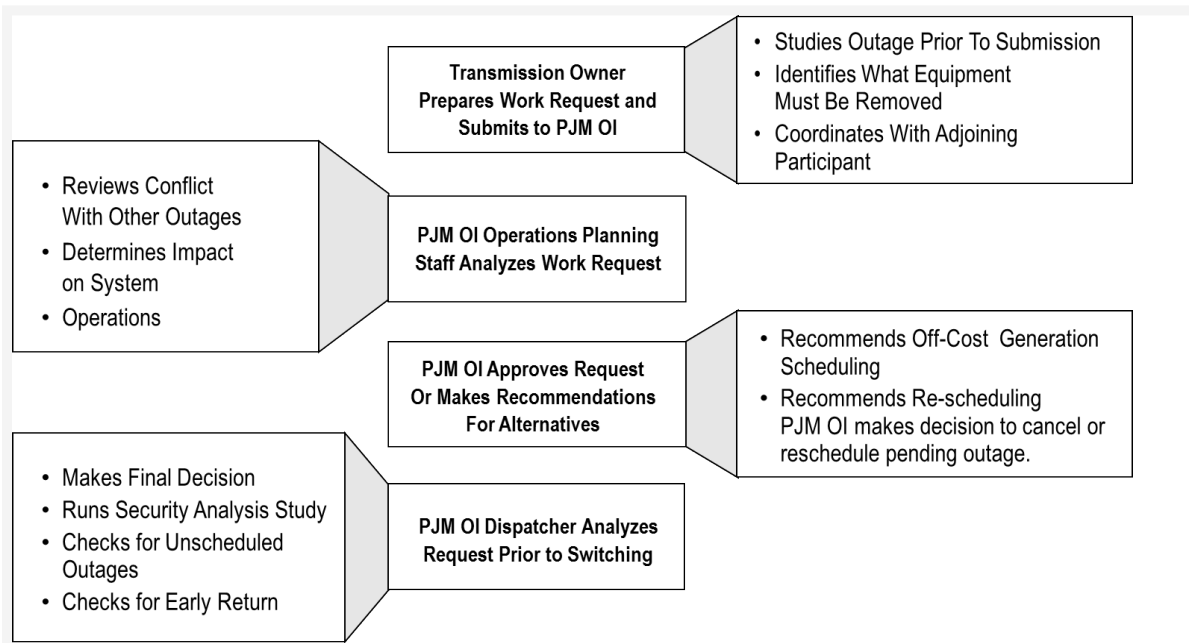 Transmission Owner
Prepares Work Request and
Submits to PJM OI
• Studies Outage Prior To Submission
• Identifies What Equipment
Must Be Removed
• Coordinates With Adjoining
Participant
• Reviews Conflict
With Other Outages
• Determines Impact
on System
• Operations
PJM OI Operations Planning
Staff Analyzes Work Request
PJM OI Approves Request
Or Makes Recommendations
For Alternatives
• Recommends Off-Cost Generation
Scheduling
• Recommends Re-scheduling
PJM OI makes decision to cancel or
reschedule pending outage.
• Makes Final Decision
• Runs Security Analysis Study
• Checks for Unscheduled
Outages
• Checks for Early Return
PJM OI Dispatcher Analyzes
Request Prior to Switching